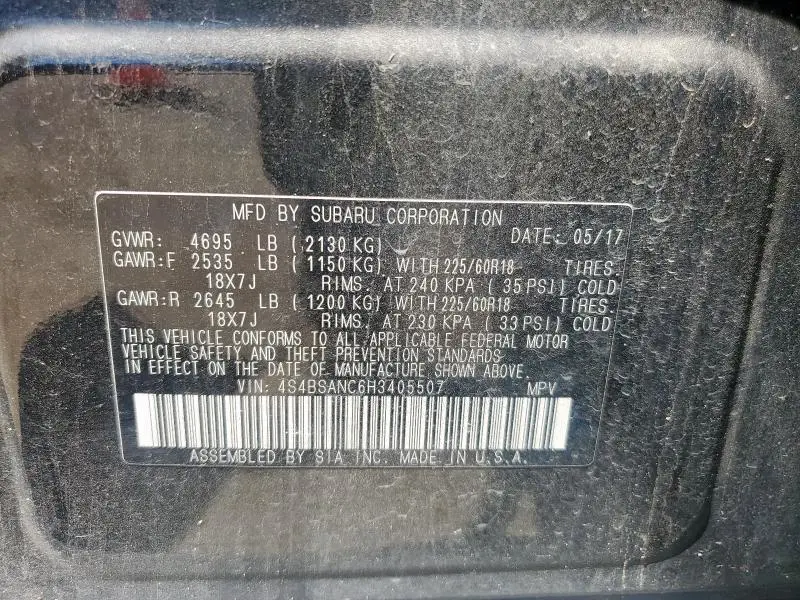 MFD BY SUBARU CORPORATION
GVWR: 4695 LB ( 2130 KG) DATE: 05/17
GAWR:F 2535 LB ( 1150 KG) WITH 225/60R18 TIRES.
18X7J RIMS, AT 240 KPA ( 35 PSI) COLD
GAWR:R 2645 LB ( 1200 KG) WITH 225/60R18 TIRES.
18X7J RIMS, AT 230 KPA ( 33 PSI) COLD
THIS VEHICLE CONFORMS TO ALL APPLICABLE FEDERAL MOTOR
VEHICLE SAFETY AND THEFT PREVENTION STANDARDS
IN EFFECT ON THE DATE OF MANUFACTURE SHOWN ABOVE.
VIN: 4S4BSANC6H3405507 MPV
ASSEMBLED BY SIA INC. MADE IN U.S.A.